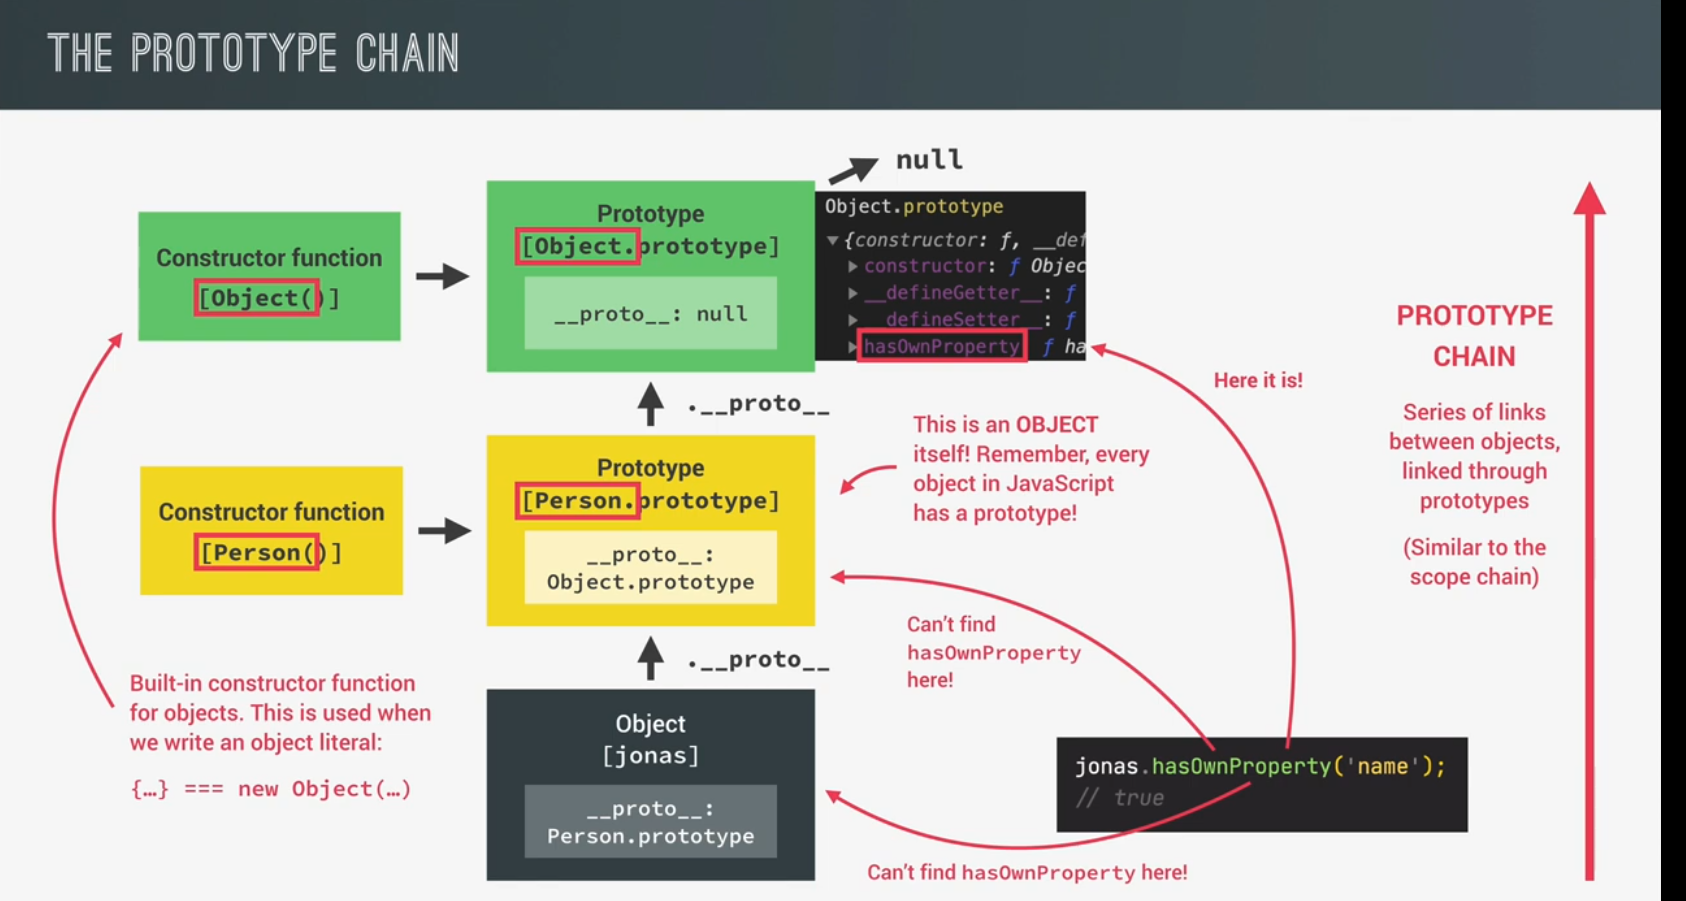 THE PROTOTYPE CHAIN
null
Constructor function
[Object()]
Prototype
[Object.prototype]
__proto__: null
Object.prototype
▼{constructor: ƒ, __def
▶constructor: ƒ Objec
▶__defineGetter__: ƒ
▶__defineSetter__: ƒ
▶hasOwnProperty ƒ ha
Here it is!
PROTOTYPE
CHAIN
Series of links
between objects,
linked through
prototypes
(Similar to the
scope chain)
.__proto__
This is an OBJECT
itself! Remember, every
object in JavaScript
has a prototype!
Constructor function
[Person()]
Prototype
[Person.prototype]
__proto__:
Object.prototype
Can't find
hasOwnProperty
here!
.__proto__
Built-in constructor function
for objects. This is used when
we write an object literal:
{…} === new Object(…)
Object
[jonas]
__proto__:
Person.prototype
jonas.hasOwnProperty('name');
// true
Can't find hasOwnProperty here!